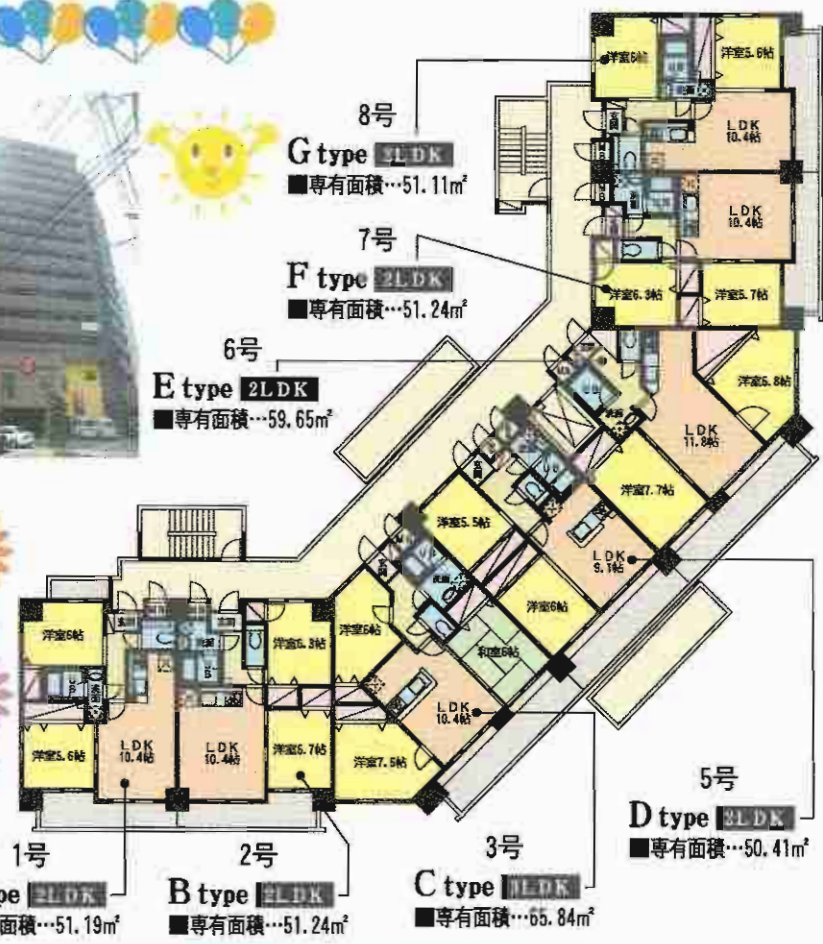 8号
G type 2LDK
■専有面積…51.11㎡
7号
F type 2LDK
■専有面積…51.24㎡
6号
E type 2LDK
■専有面積…59.65㎡
洋室6帖
洋室5.6帖
LDK
10.4帖
LDK
10.4帖
洋室6.3帖
洋室5.7帖
洋室5.8帖
LDK
11.8帖
洋室7.7帖
玄関
洋室5.5帖
LDK
9.1帖
洋室6帖
和室6帖
洋室6帖
洋室6帖
洋室6.3帖
洋室5.6帖
LDK
10.4帖
LDK
10.4帖
洋室5.7帖
洋室7.5帖
LDK
10.4帖
5号
D type 2LDK
■専有面積…50.41㎡
1号
pe 2LDK
面積…51.19㎡
2号
B type 2LDK
■専有面積…51.24㎡
3号
C type 3LDK
■専有面積…65.84㎡